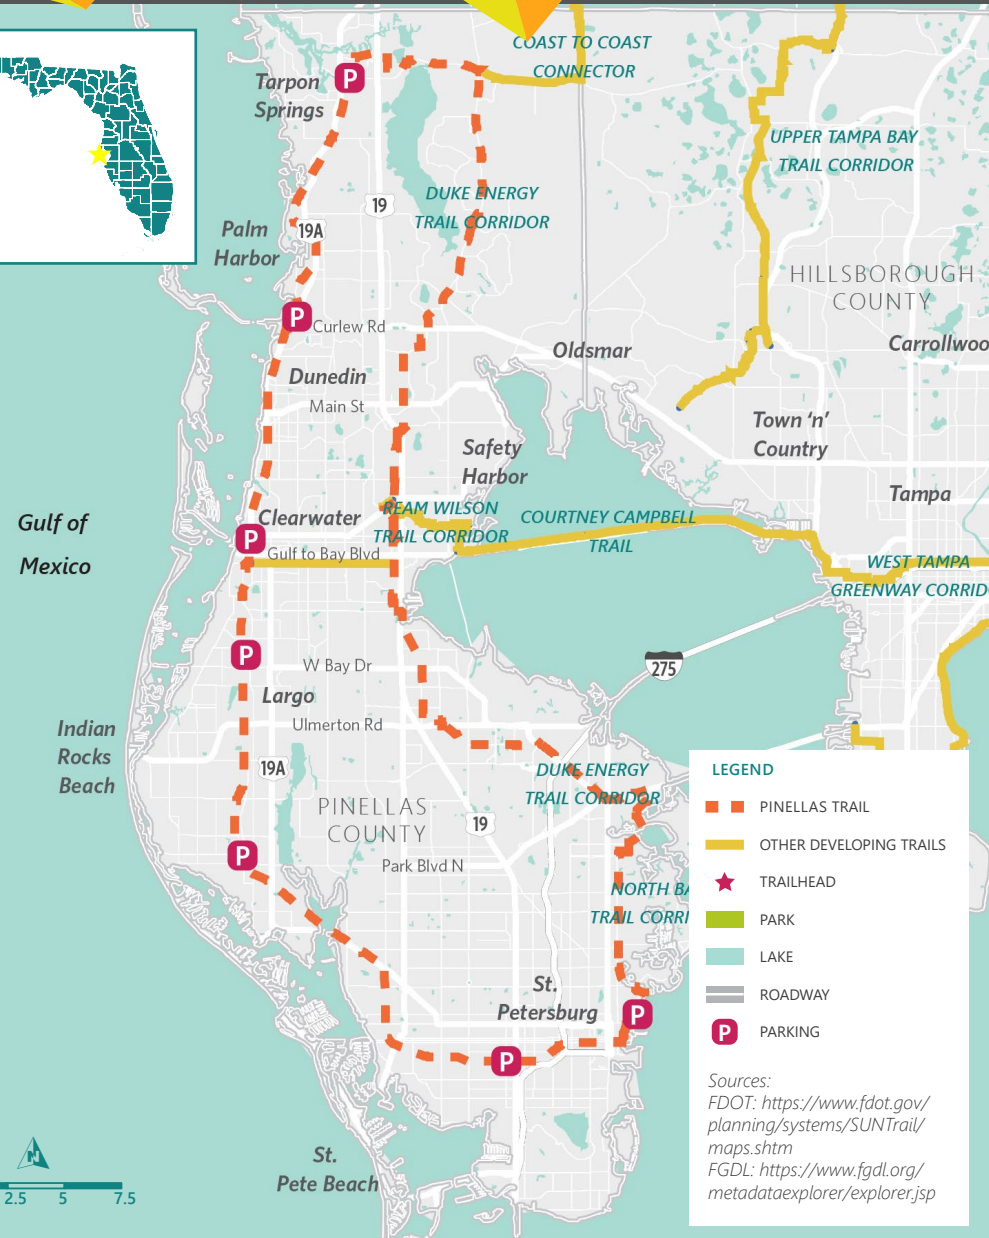 COAST TO COAST
CONNECTOR
P
Tarpon
Springs
UPPER TAMPA BAY
TRAIL CORRIDOR
DUKE ENERGY
TRAIL CORRIDOR
19
19A
Palm
Harbor
HILLSBOROUGH
COUNTY
P
Curlew Rd
Oldsmar
Carrollwoo
Dunedin
Main St
Town 'n'
Country
Safety
Harbor
Tampa
Gulf of
Mexico
Clearwater
REAM WILSON
TRAIL CORRIDOR
COURTNEY CAMPBELL
TRAIL
P
Gulf to Bay Blvd
WEST TAMPA
GREENWAY CORRID
P
W Bay Dr
275
Largo
Ulmerton Rd
Indian
Rocks
Beach
19A
DUKE ENERGY
TRAIL CORRIDOR
PINELLAS
COUNTY
19
P
Park Blvd N
NORTH BA
TRAIL CORRI
St.
Petersburg
P
P
St.
Pete Beach
N
2.5 5 7.5
LEGEND
PINELLAS TRAIL
OTHER DEVELOPING TRAILS
TRAILHEAD
PARK
LAKE
ROADWAY
P PARKING
Sources:
FDOT: https://www.fdot.gov/
planning/systems/SUNTrail/
maps.shtm
FGDL: https://www.fgdl.org/
metadataexplorer/explorer.jsp